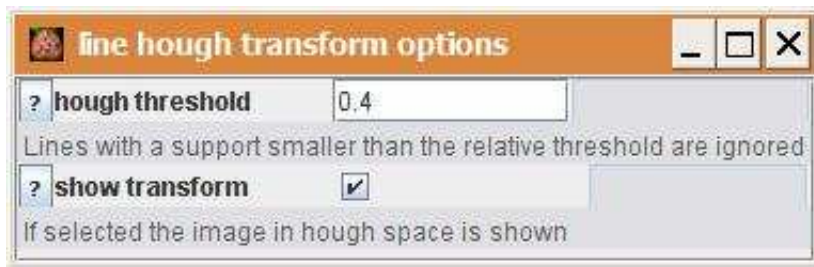 line hough transform options
? hough threshold 0.4
Lines with a support smaller than the relative threshold are ignored
? show transform
If selected the image in hough space is shown